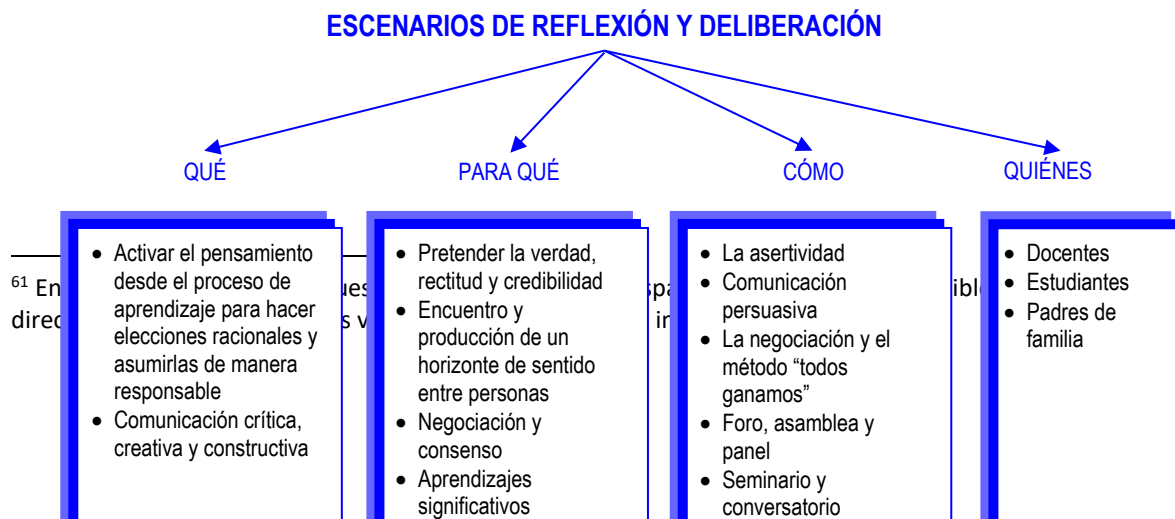 ESCENARIOS DE REFLEXIÓN Y DELIBERACIÓN
QUÉ
PARA QUÉ
CÓMO
QUIÉNES
• Activar el pensamiento
desde el proceso de
aprendizaje para hacer
elecciones racionales y
asumirlas de manera
responsable
• Comunicación crítica,
creativa y constructiva
• Pretender la verdad,
rectitud y credibilidad
• Encuentro y
producción de un
horizonte de sentido
entre personas
• Negociación y
consenso
• Aprendizajes
significativos
• La asertividad
• Comunicación
persuasiva
• La negociación y el
método “todos
ganamos”
• Foro, asamblea y
panel
• Seminario y
conversatorio
• Docentes
• Estudiantes
• Padres de
familia
61 En